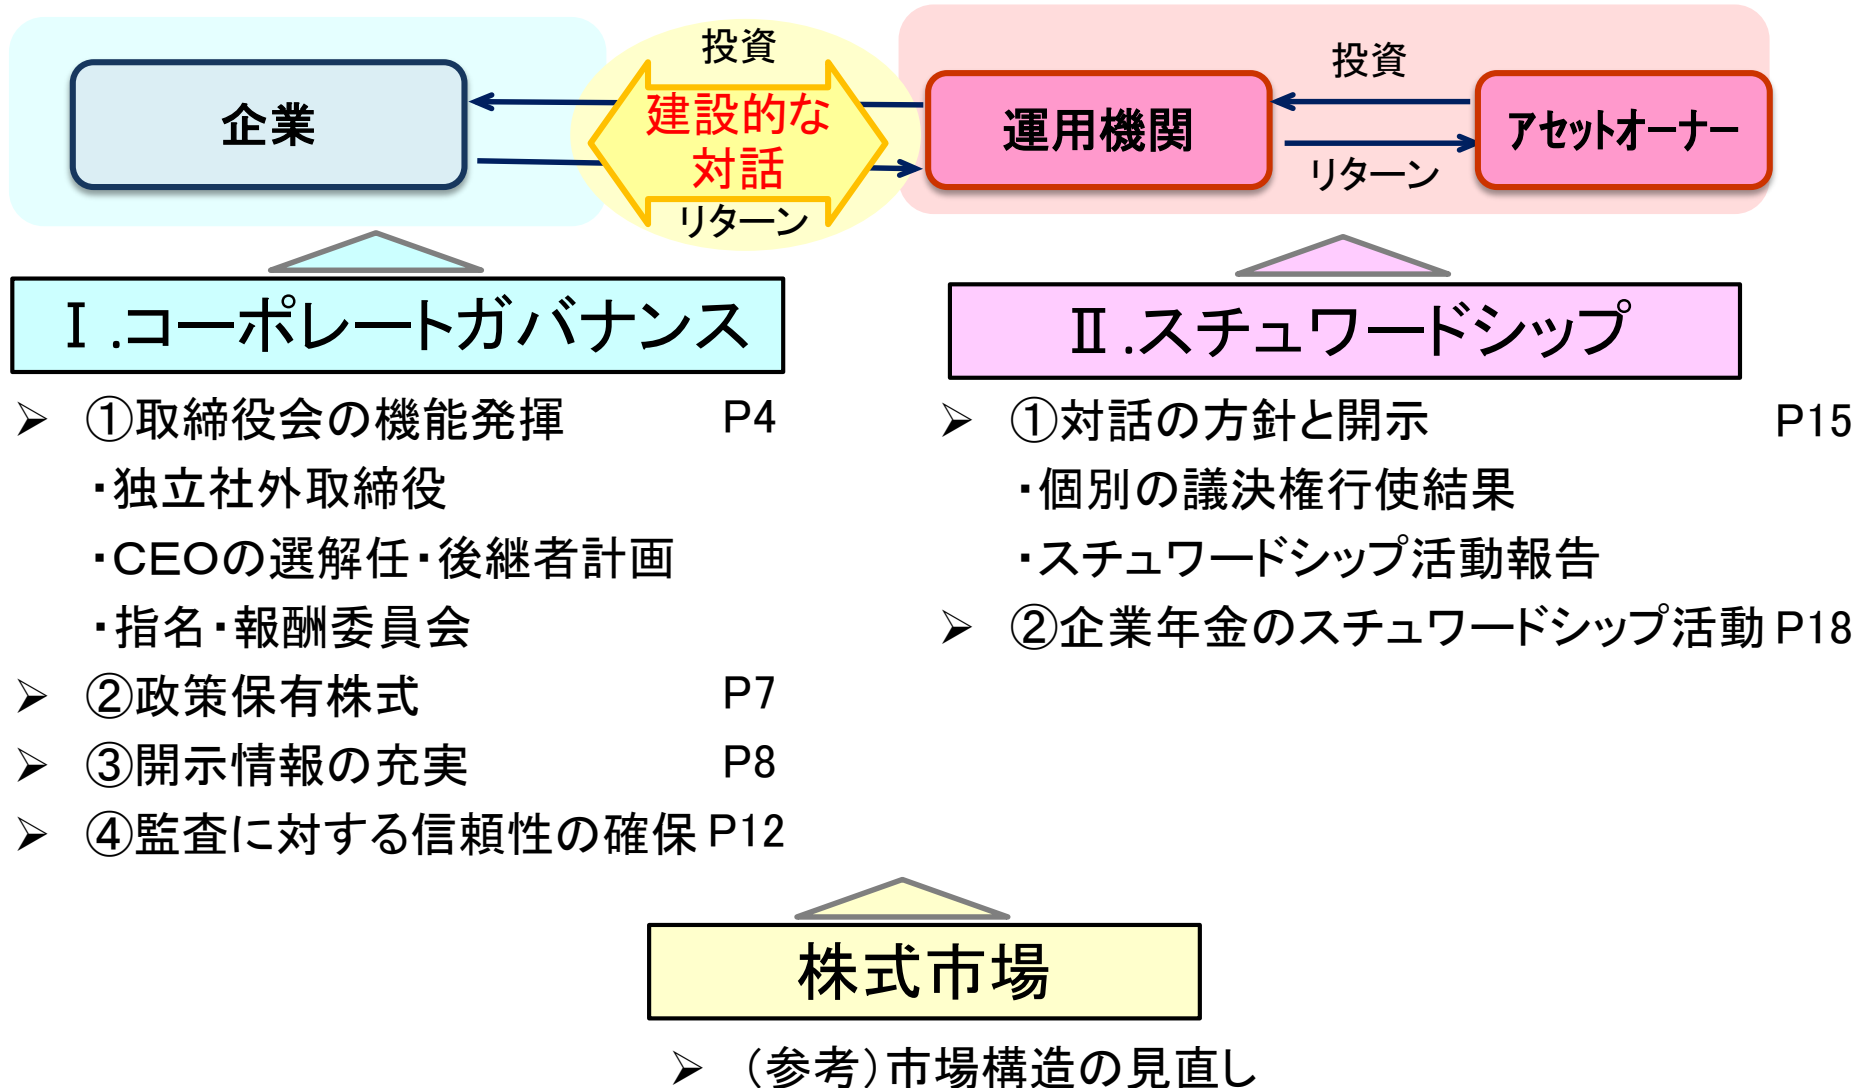 投資
企業
建設的な
対話
リターン
運用機関
投資
リターン
アセットオーナー
Ⅰ.コーポレートガバナンス
➢ ①取締役会の機能発揮 P4
・独立社外取締役
・CEOの選解任・後継者計画
・指名・報酬委員会
➢ ②政策保有株式 P7
➢ ③開示情報の充実 P8
➢ ④監査に対する信頼性の確保 P12
Ⅱ.スチュワードシップ
➢ ①対話の方針と開示 P15
・個別の議決権行使結果
・スチュワードシップ活動報告
➢ ②企業年金のスチュワードシップ活動 P18
株式市場
➢ (参考)市場構造の見直し